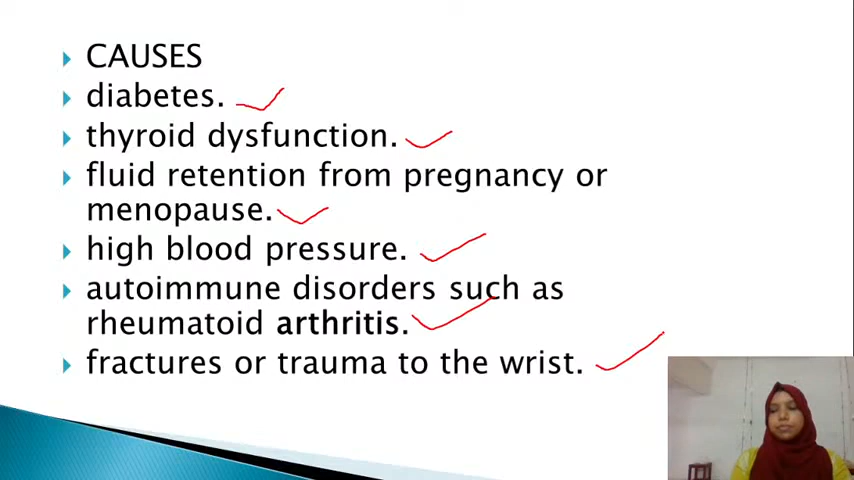 CAUSES
diabetes.
thyroid dysfunction.
fluid retention from pregnancy or
menopause.
high blood pressure.
autoimmune disorders such as
rheumatoid arthritis.
fractures or trauma to the wrist.